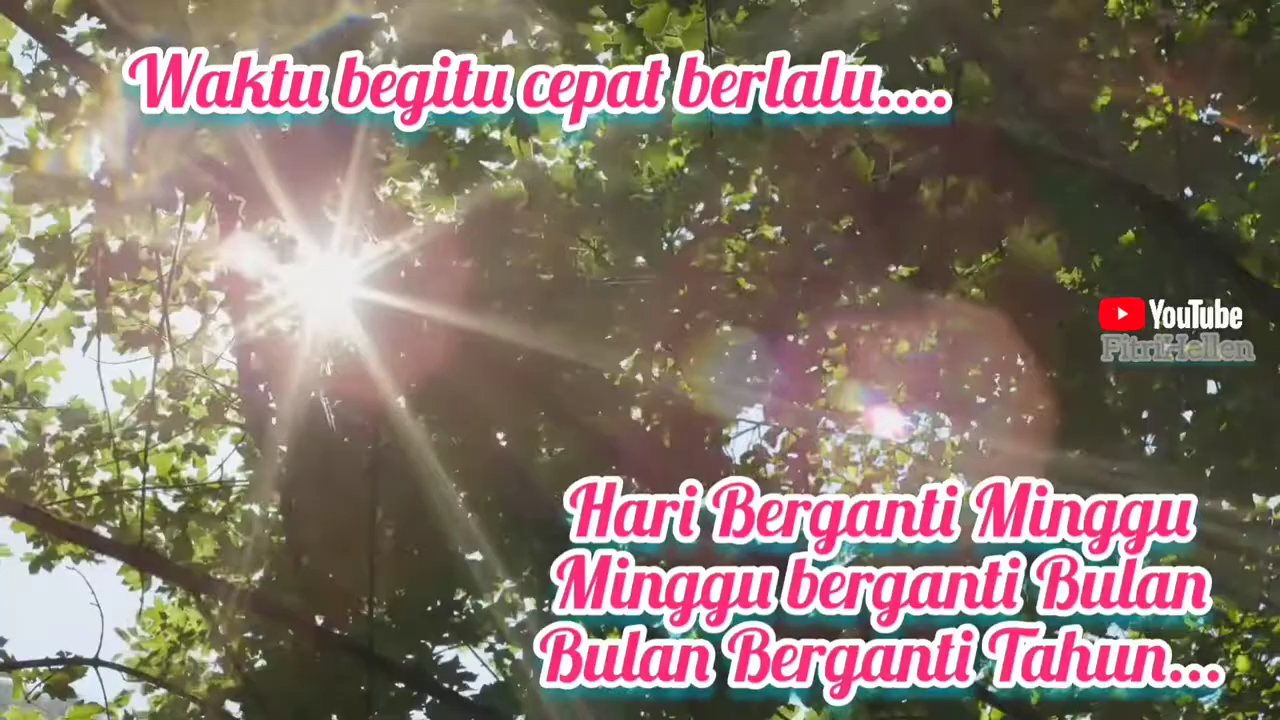 Waktu begitu cepat berlalu....
YouTube
FitriHellen
Hari Berganti Minggu
Minggu berganti Bulan
Bulan Berganti Tahun...